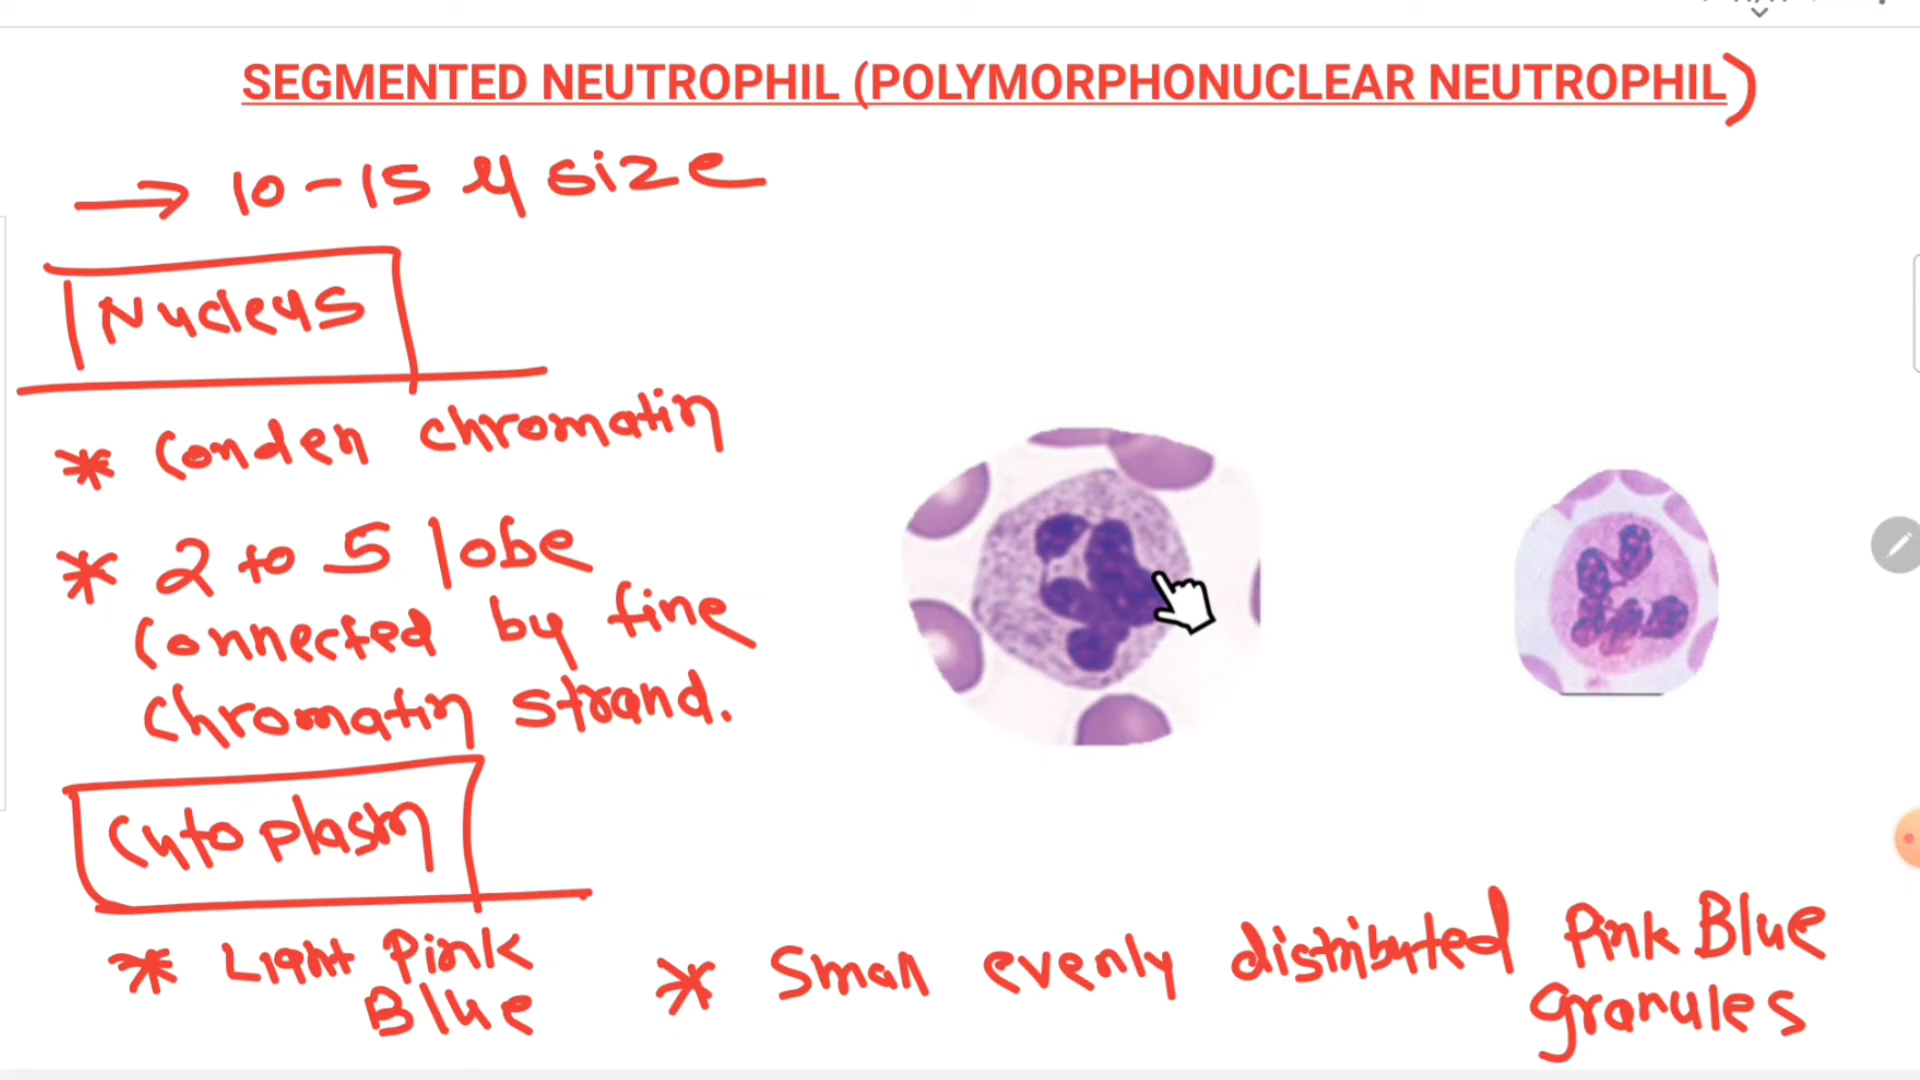 SEGMENTED NEUTROPHIL (POLYMORPHONUCLEAR NEUTROPHIL)
→ 10-15 μ size
Nucleus
* Conden chromatin
* 2 to 5 lobe
connected by fine
chromatin strand.
Cytoplasm
* Light Pink
Blue
* Small evenly distributed Pink Blue
granules